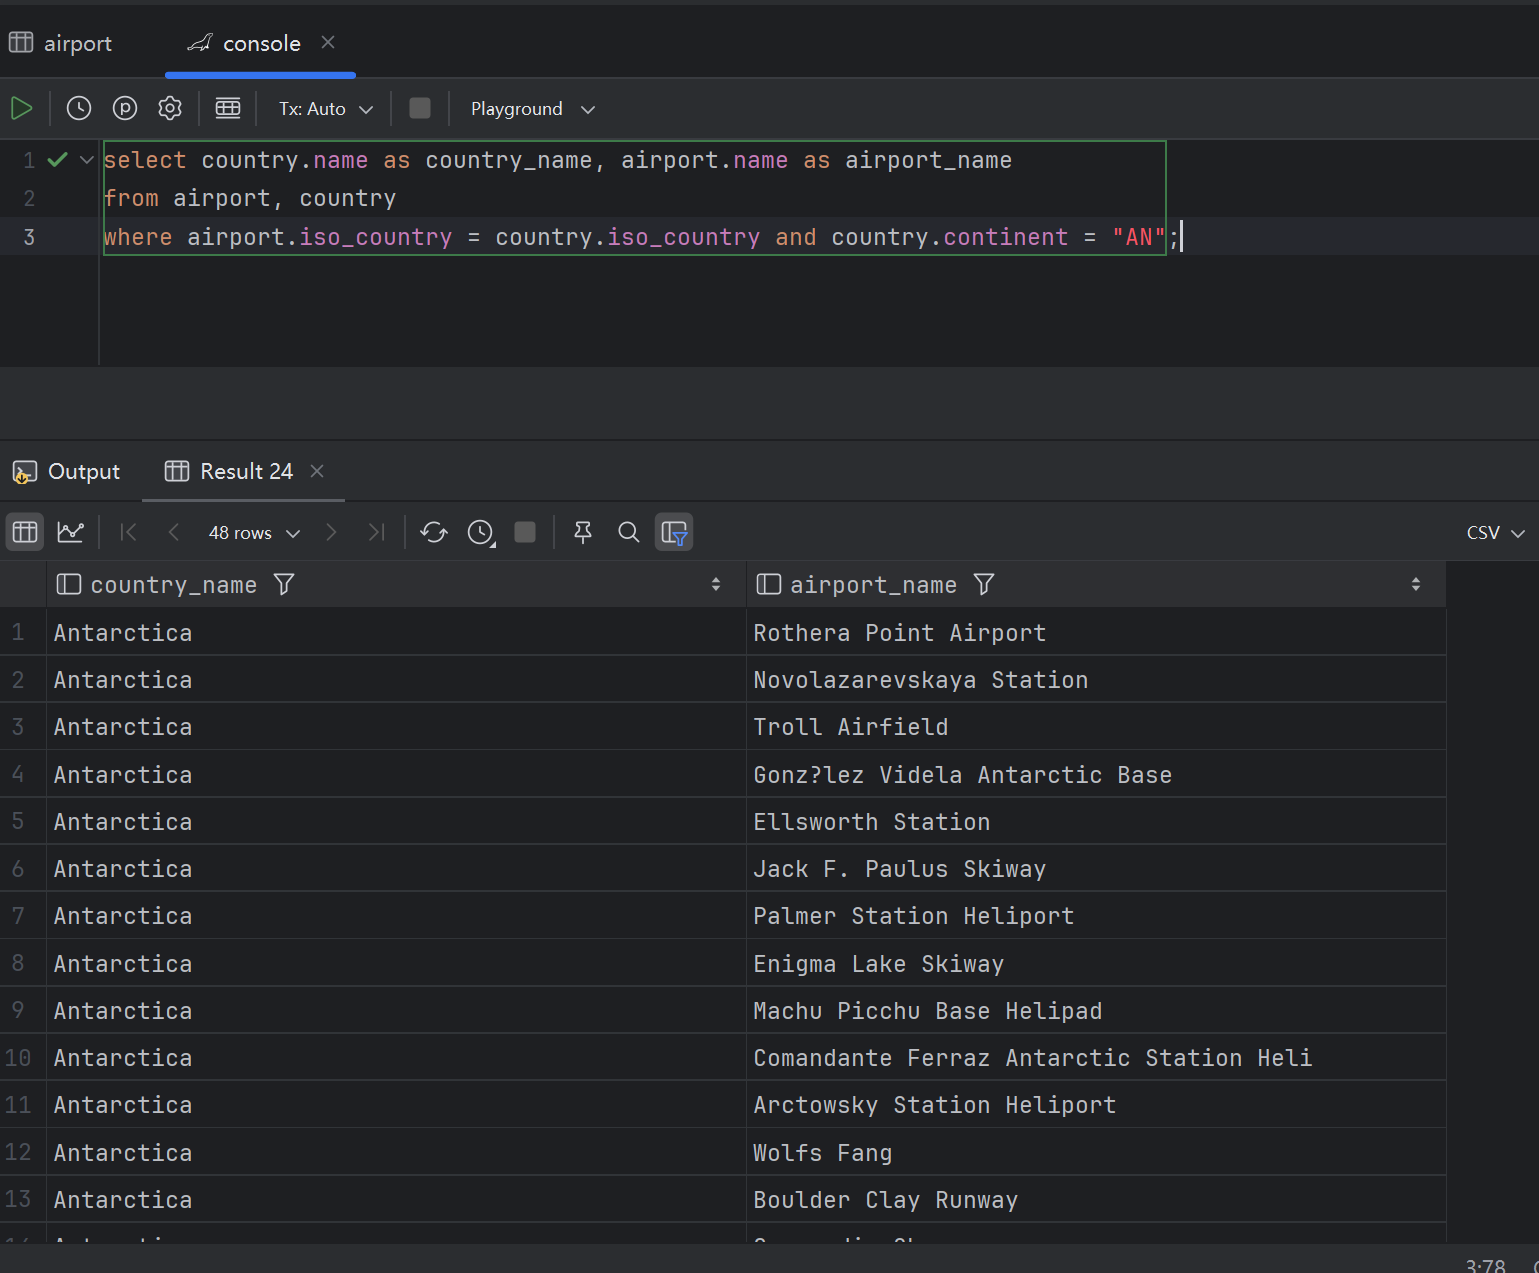 airport
console
Tx: Auto
Playground
1 select country.name as country_name, airport.name as airport_name
2 from airport, country
3 where airport.iso_country = country.iso_country and country.continent = "AN";
Output
Result 24
48 rows
CSV
country_name airport_name
1 Antarctica Rothera Point Airport
2 Antarctica Novolazarevskaya Station
3 Antarctica Troll Airfield
4 Antarctica Gonz?lez Videla Antarctic Base
5 Antarctica Ellsworth Station
6 Antarctica Jack F. Paulus Skiway
7 Antarctica Palmer Station Heliport
8 Antarctica Enigma Lake Skiway
9 Antarctica Machu Picchu Base Helipad
10 Antarctica Comandante Ferraz Antarctic Station Heli
11 Antarctica Arctowsky Station Heliport
12 Antarctica Wolfs Fang
13 Antarctica Boulder Clay Runway
3:78